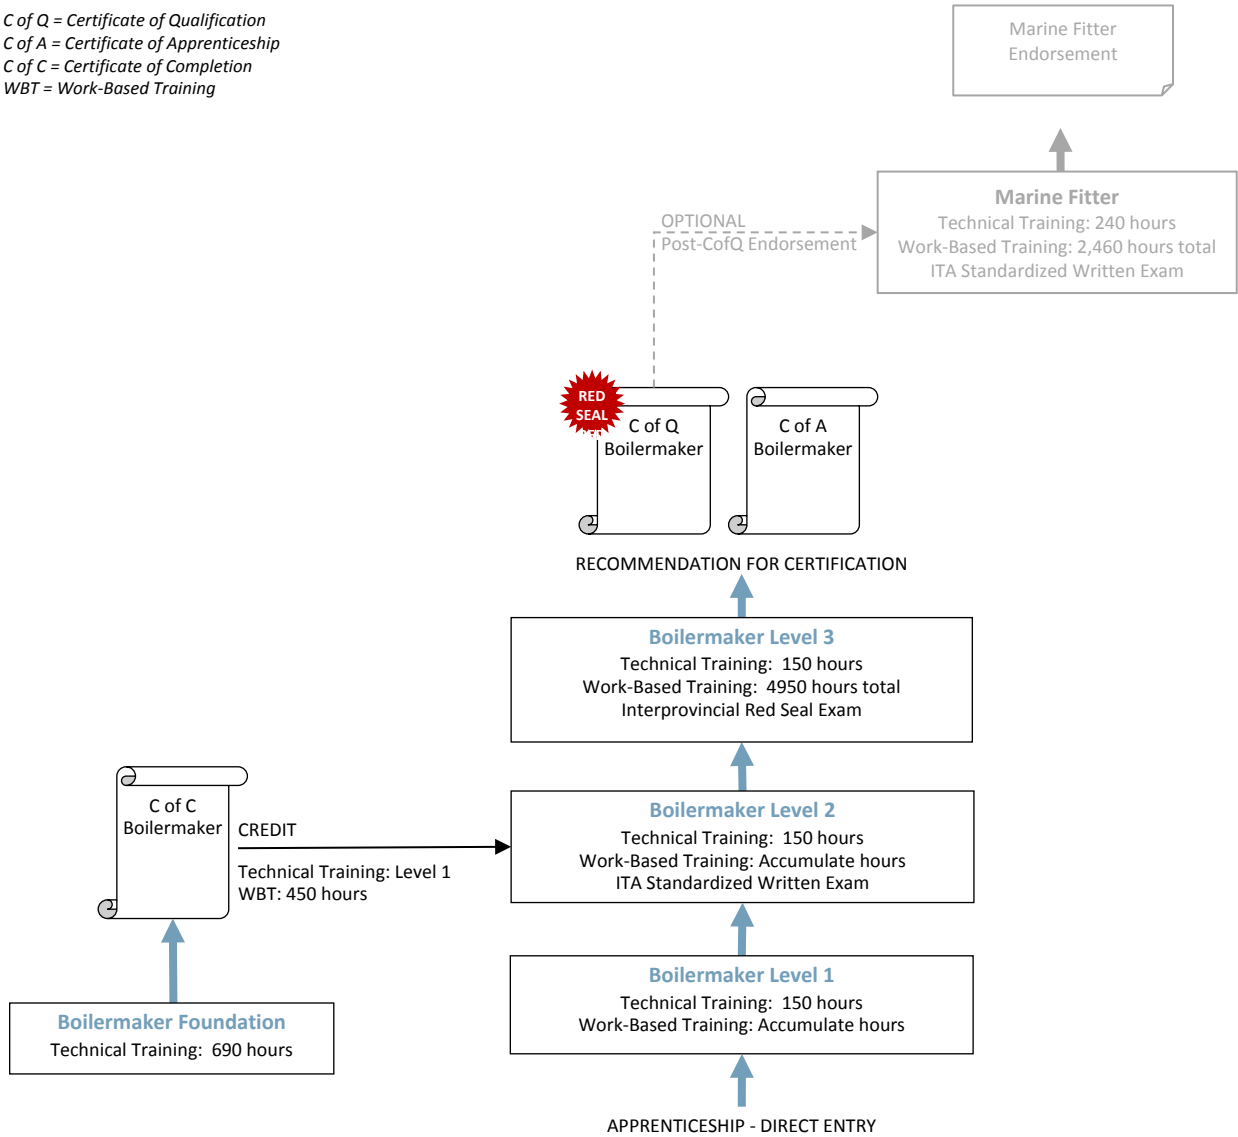 C of Q = Certificate of Qualification
C of A = Certificate of Apprenticeship
C of C = Certificate of Completion
WBT = Work-Based Training
Marine Fitter
Endorsement
Marine Fitter
Technical Training: 240 hours
Work-Based Training: 2,460 hours total
ITA Standardized Written Exam
OPTIONAL
Post-CofQ Endorsement
RED
SEAL
C of Q
Boilermaker
C of A
Boilermaker
RECOMMENDATION FOR CERTIFICATION
Boilermaker Level 3
Technical Training: 150 hours
Work-Based Training: 4950 hours total
Interprovincial Red Seal Exam
C of C
Boilermaker
CREDIT
Technical Training: Level 1
WBT: 450 hours
Boilermaker Level 2
Technical Training: 150 hours
Work-Based Training: Accumulate hours
ITA Standardized Written Exam
Boilermaker Level 1
Technical Training: 150 hours
Work-Based Training: Accumulate hours
Boilermaker Foundation
Technical Training: 690 hours
APPRENTICESHIP - DIRECT ENTRY